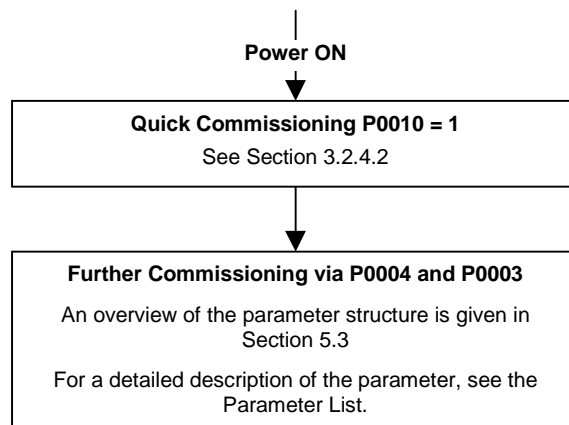 Power ON
Quick Commissioning P0010 = 1
See Section 3.2.4.2
Further Commissioning via P0004 and P0003
An overview of the parameter structure is given in
Section 5.3
For a detailed description of the parameter, see the
Parameter List.